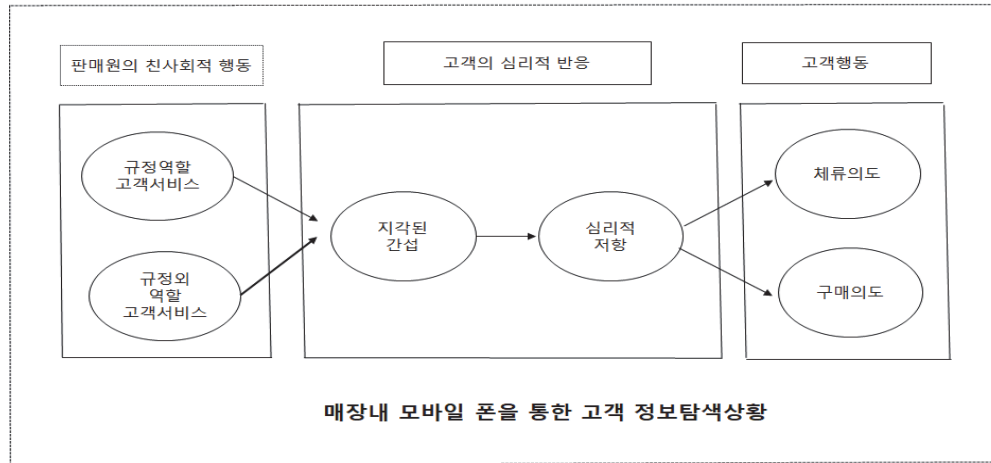 판매원의 친사회적 행동
고객의 심리적 반응
고객행동
규정역할
고객서비스
규정외
역할
고객서비스
지각된
간섭
심리적
저항
체류의도
구매의도
매장내 모바일 폰을 통한 고객 정보탐색상황